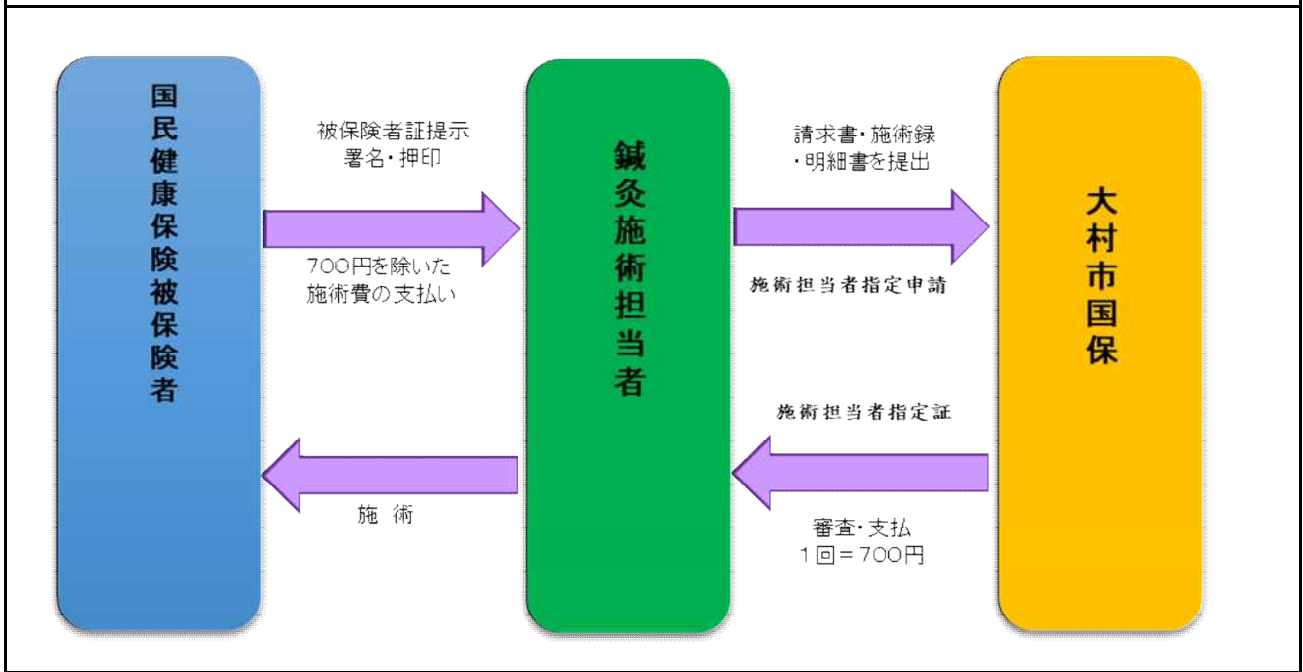 国民健康保険被保険者
被保険者証提示
署名・押印
700円を除いた
施術費の支払い
施 術
鍼灸施術担当者
請求書・施術録
・明細書を提出
施術担当者指定申請
施術担当者指定証
審査・支払
1回=700円
大村市国保